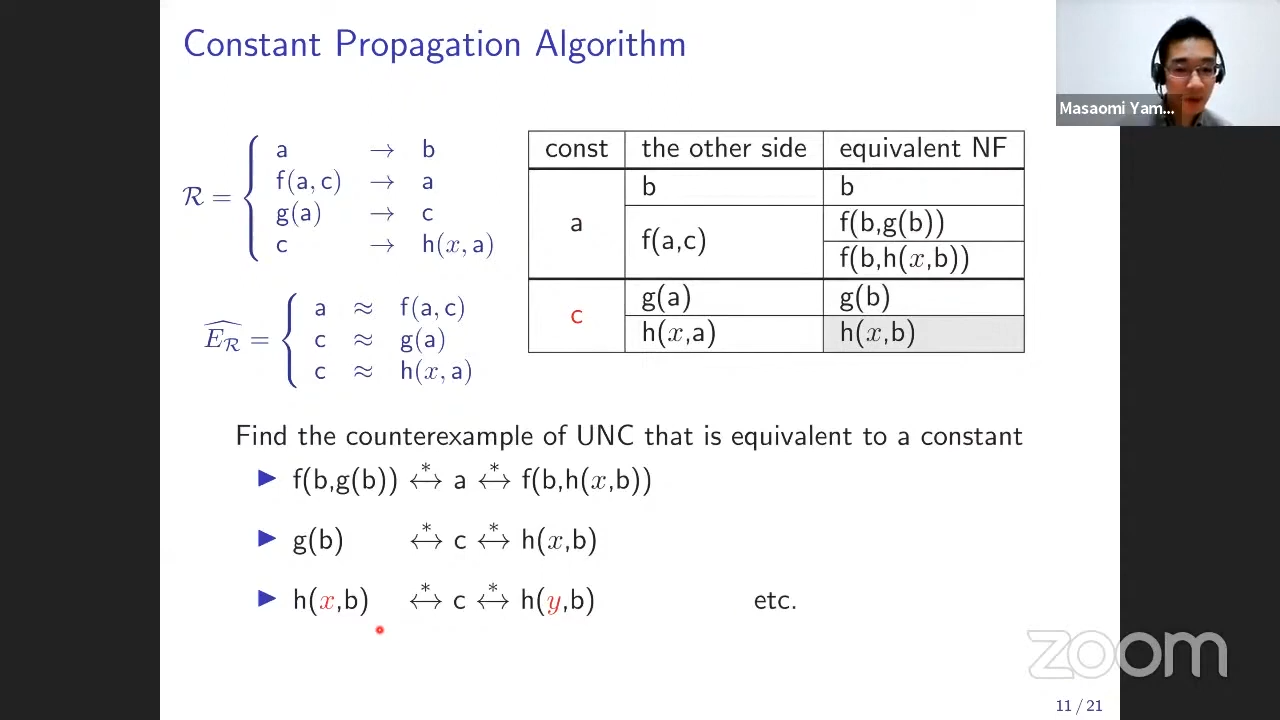 Constant Propagation Algorithm
Masaomi Yam...
R = { a → b
f(a, c) → a
g(a) → c
c → h(x, a)
const the other side equivalent NF
a b b
f(a,c) f(b,g(b))
f(b,h(x,b))
c g(a) g(b)
h(x,a) h(x,b)
\widehat{E_R} = { a ≈ f(a, c)
c ≈ g(a)
c ≈ h(x, a)
Find the counterexample of UNC that is equivalent to a constant
▶ f(b,g(b)) ↔* a ↔* f(b,h(x,b))
▶ g(b) ↔* c ↔* h(x,b)
▶ h(x,b) ↔* c ↔* h(y,b) etc.
zoom
11 / 21